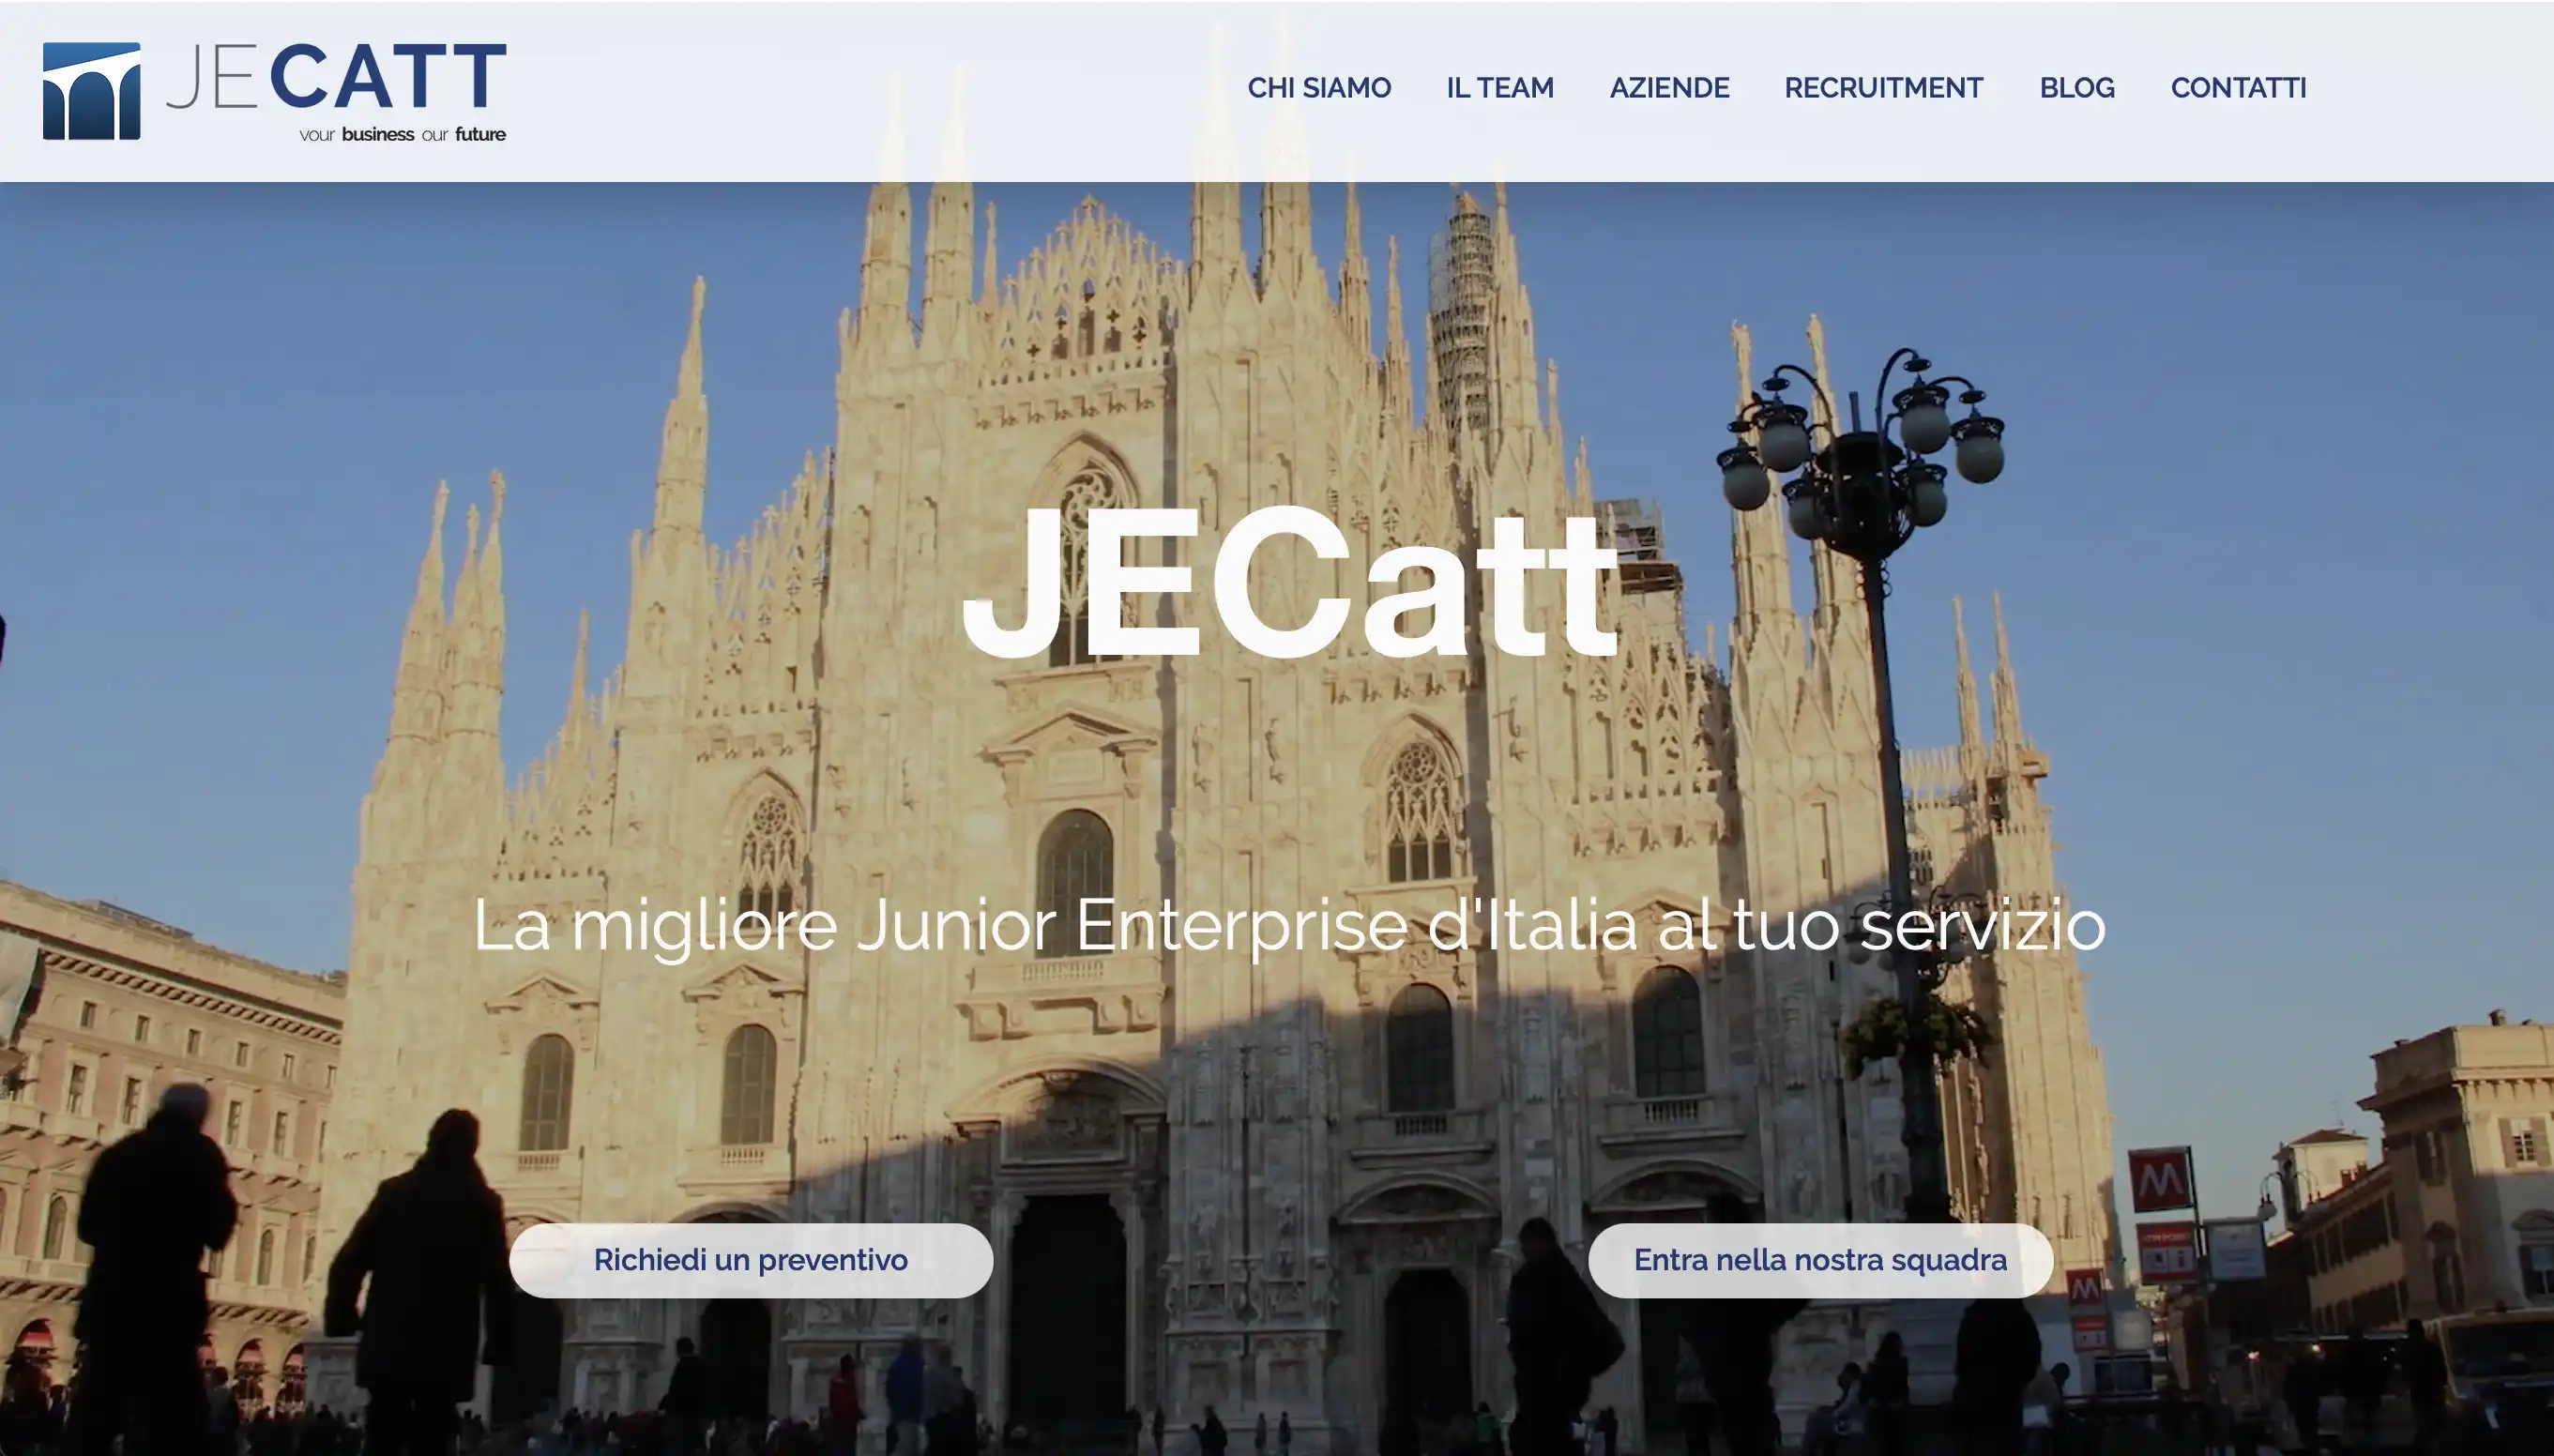 JECATT
your business our future
CHI SIAMO IL TEAM AZIENDE RECRUITMENT BLOG CONTATTI
JECatt
La migliore Junior Enterprise d'Italia al tuo servizio
Richiedi un preventivo
Entra nella nostra squadra
M
M